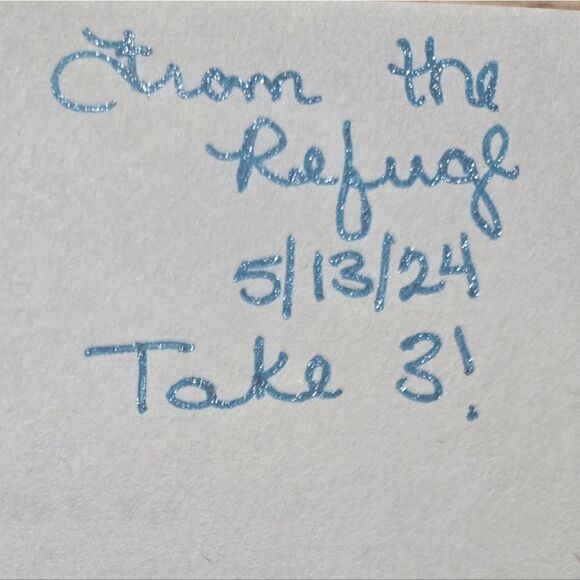 From the
Refuge
5/13/24
Take 3!